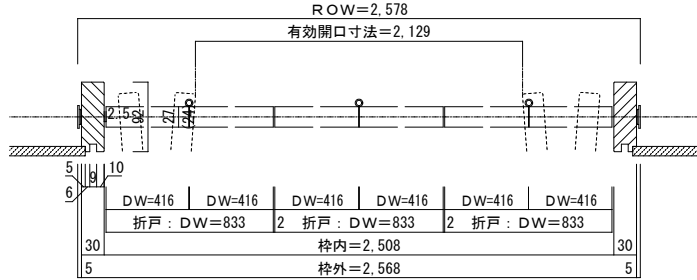 ROW=2,578
有効開口寸法=2,129
2.5 92 27 24
5 9 10
6
DW=416 DW=416 DW=416 DW=416 DW=416 DW=416
折戸：DW=833 2 折戸：DW=833 2 折戸：DW=833
30 枠内=2,508 30
5 枠外=2,568 5